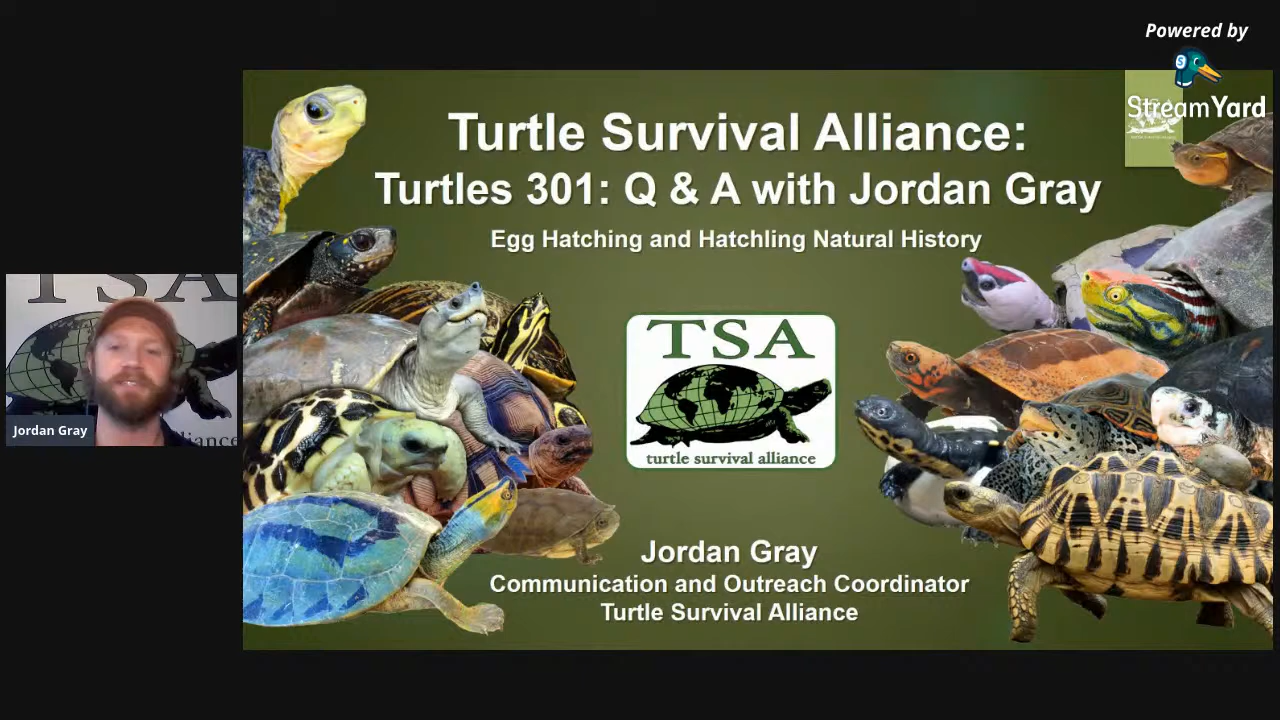 Powered by
StreamYard
Turtle Survival Alliance:
Turtles 301: Q & A with Jordan Gray
Egg Hatching and Hatchling Natural History
TSA
Jordan Gray
TSA
turtle survival alliance
Jordan Gray
Communication and Outreach Coordinator
Turtle Survival Alliance